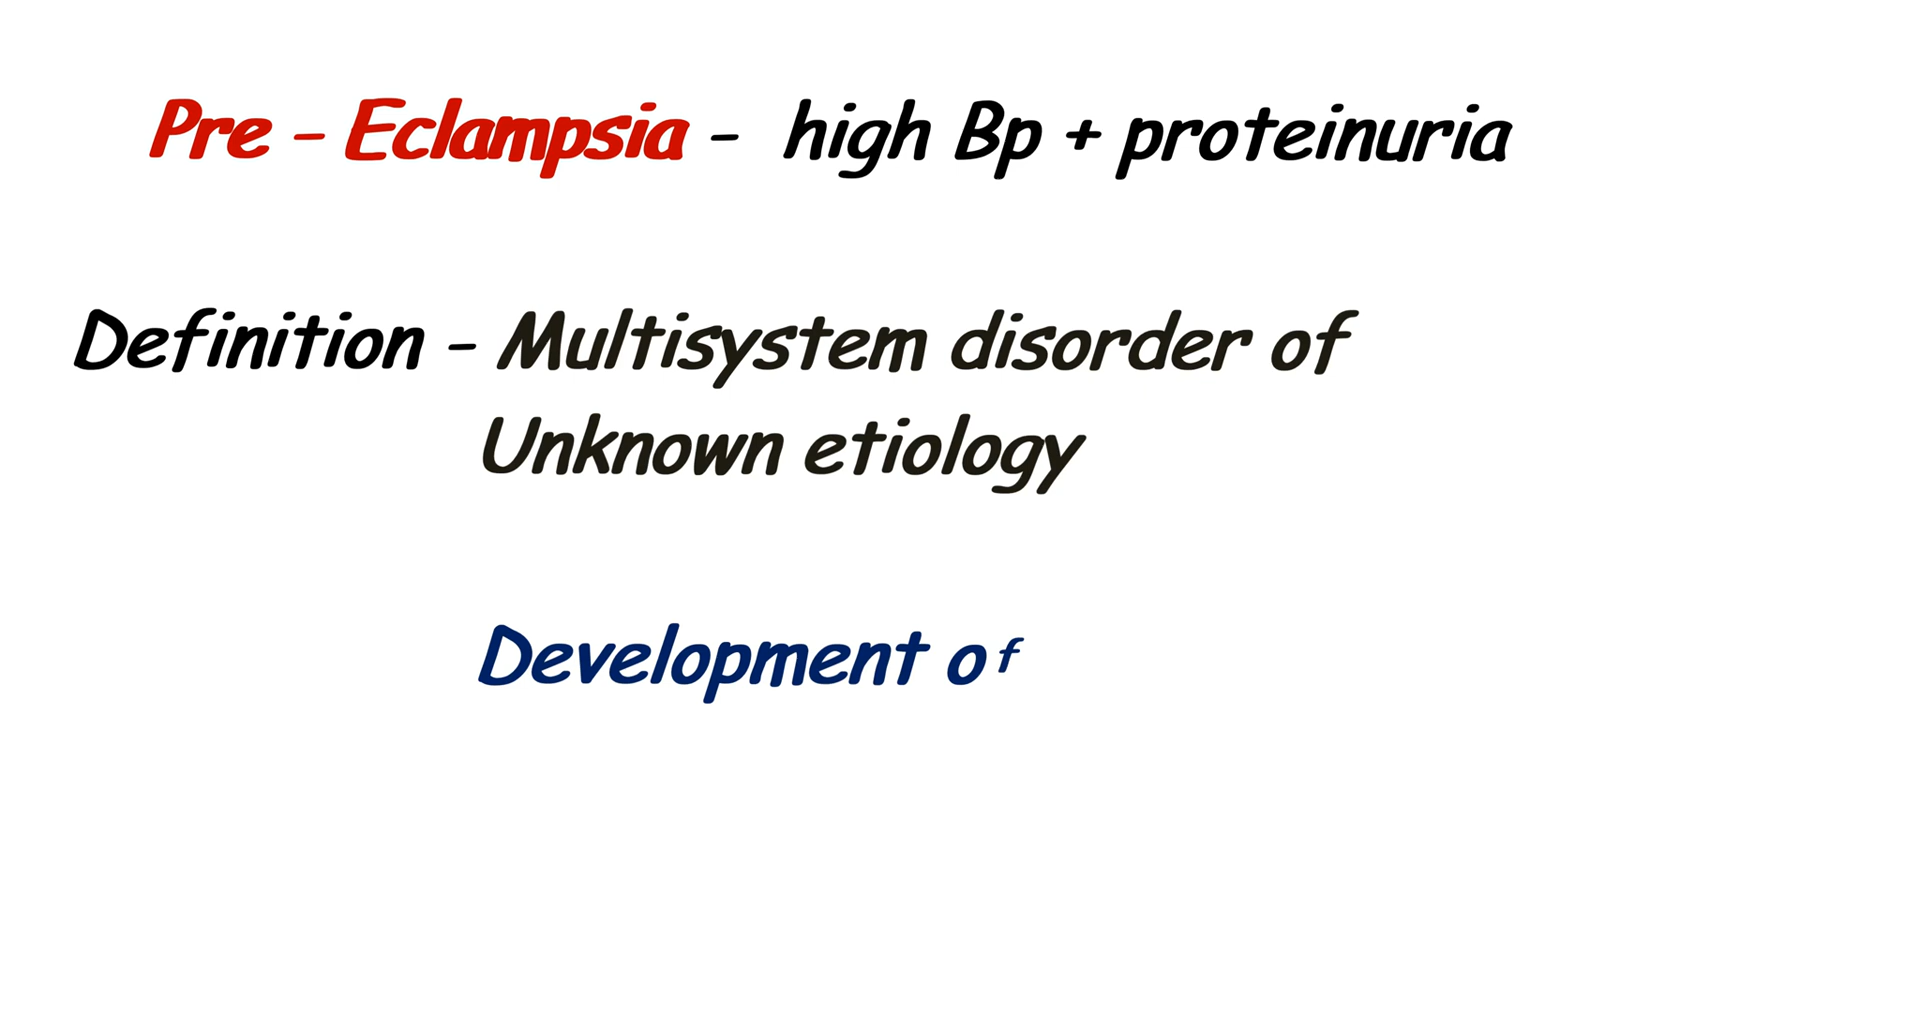 Pre - Eclampsia - high Bp + proteinuria
Definition - Multisystem disorder of
Unknown etiology
Development of